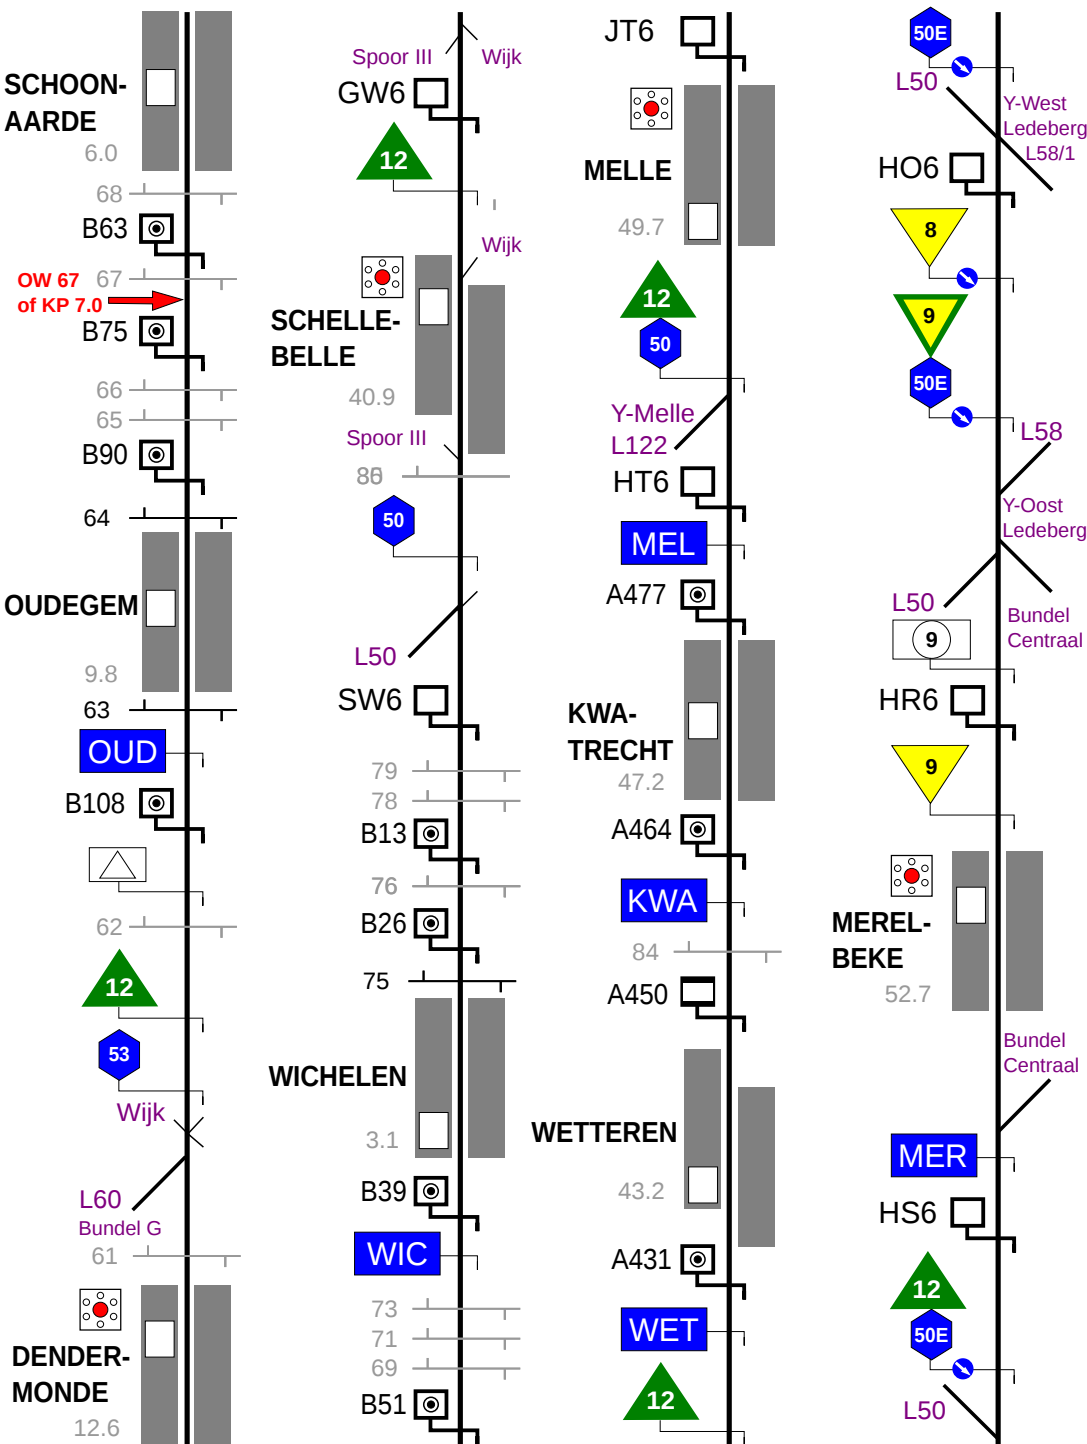 SCHOON-
AARDE
6.0
68
B63
OW 67
of KP 7.0
67
B75
66
65
B90
64
OUDEGEM
9.8
63
OUD
B108
62
12
53
Wijk
L60
Bundel G
61
DENDER-
MONDE
12.6
Spoor III
Wijk
GW6
12
Wijk
SCHELLE-
BELLE
40.9
Spoor III
50
L50
SW6
79
78
B13
76
B26
75
WICHELEN
3.1
B39
WIC
73
71
69
B51
JT6
MELLE
49.7
12
50
Y-Melle
L122
HT6
MEL
A477
KWA-
TRECHT
47.2
A464
KWA
84
A450
WETTEREN
43.2
A431
WET
12
50E
L50
Y-West
Ledeberg
L58/1
HO6
8
9
50E
L58
Y-Oost
Ledeberg
L50
Bundel
Centraal
9
HR6
9
MEREL-
BEKE
52.7
Bundel
Centraal
MER
HS6
12
50E
L50